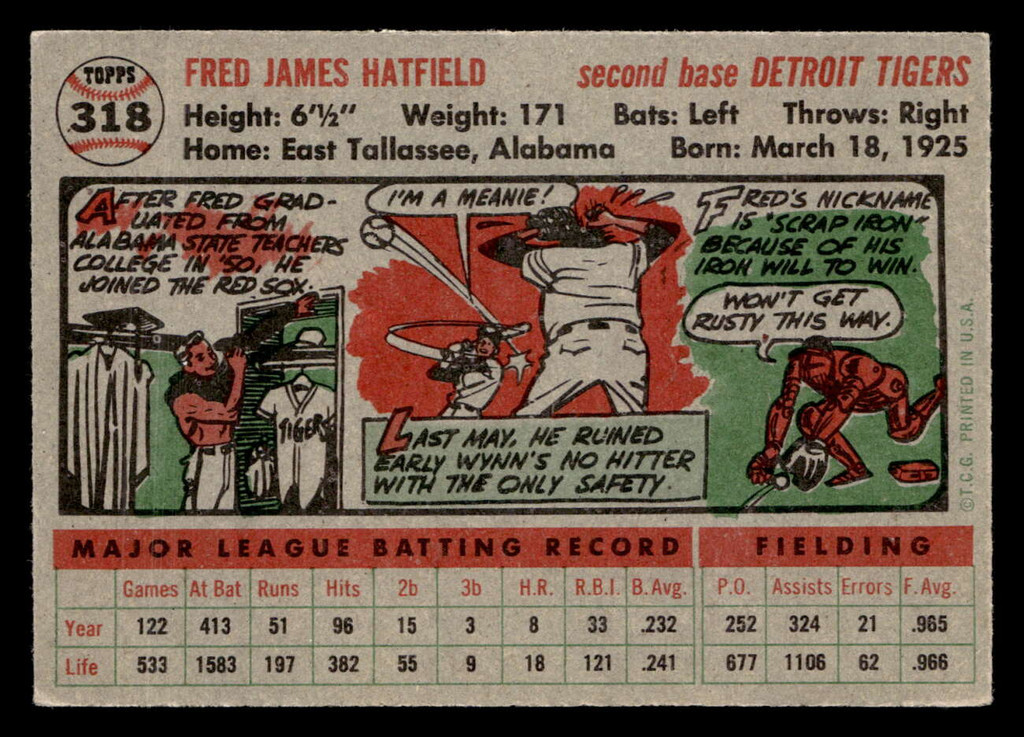 TOPPS
318
FRED JAMES HATFIELD
second base DETROIT TIGERS
Height: 6'½" Weight: 171 Bats: Left Throws: Right
Home: East Tallassee, Alabama Born: March 18, 1925
AFTER FRED GRAD-
UATED FROM
ALABAMA STATE TEACHERS
COLLEGE IN '50, HE
JOINED THE RED SOX.
TIGERS
I'M A MEANIE!
LAST MAY, HE RUINED
EARLY WYNN'S NO HITTER
WITH THE ONLY SAFETY.
FRED'S NICKNAME
IS "SCRAP IRON"
BECAUSE OF HIS
IRON WILL TO WIN.
WON'T GET
RUSTY THIS WAY.
©T.C.G. PRINTED IN U.S.A.
MAJOR LEAGUE BATTING RECORD FIELDING
Games At Bat Runs Hits 2b 3b H.R. R.B.I. B.Avg. P.O. Assists Errors F.Avg.
Year 122 413 51 96 15 3 8 33 .232 252 324 21 .965
Life 533 1583 197 382 55 9 18 121 .241 677 1106 62 .966